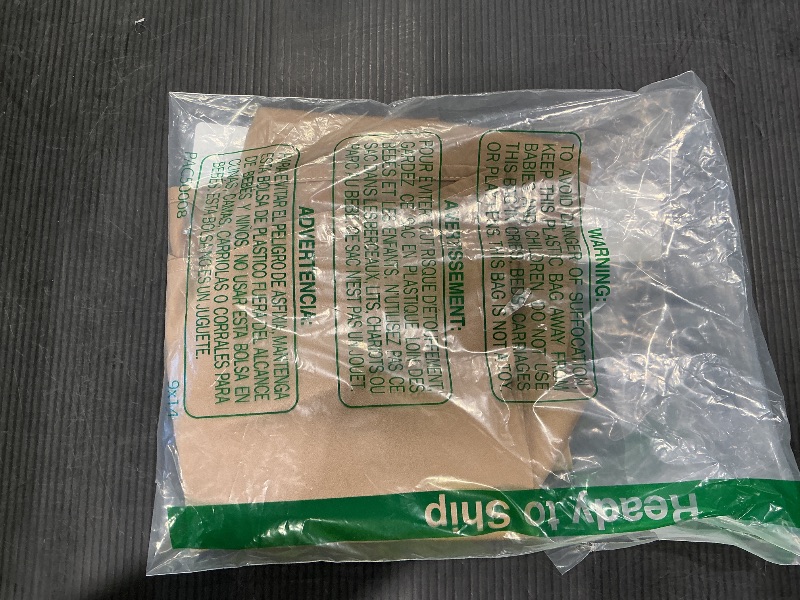 WARNING:
TO AVOID DANGER OF SUFFOCATION
KEEP THIS PLASTIC BAG AWAY FROM
BABIES AND CHILDREN. DO NOT USE
THIS BAG IN CRIBS, BEDS, CARRIAGES
OR PLAYPENS. THIS BAG IS NOT A TOY.
AVERTISSEMENT:
POUR EVITER TOUT RISQUE D'ETOUFFEMENT
GARDEZ CE SAC EN PLASTIQUE LOIN DES
BÉBÉS ET DES ENFANTS. N'UTILISEZ PAS CE
SAC DANS LES BERCEAUX, LITS, CHARIOTS OU
PARC OU BEBE. CE SAC N'EST PAS UN JOUET.
ADVERTENCIA:
PARA EVITAR EL PELIGRO DE ASFIXIA, MANTENGA
ESTA BOLSA DE PLASTICO FUERA DEL ALCANCE
DE BEBES Y NINOS. NO USAR ESTA BOLSA EN
CUNAS, CAMAS, CARRIOLAS O CORRALES PARA
BEBES. ESTA BOLSA NO ES UN JUGUETE.
9x14
Ready to Ship